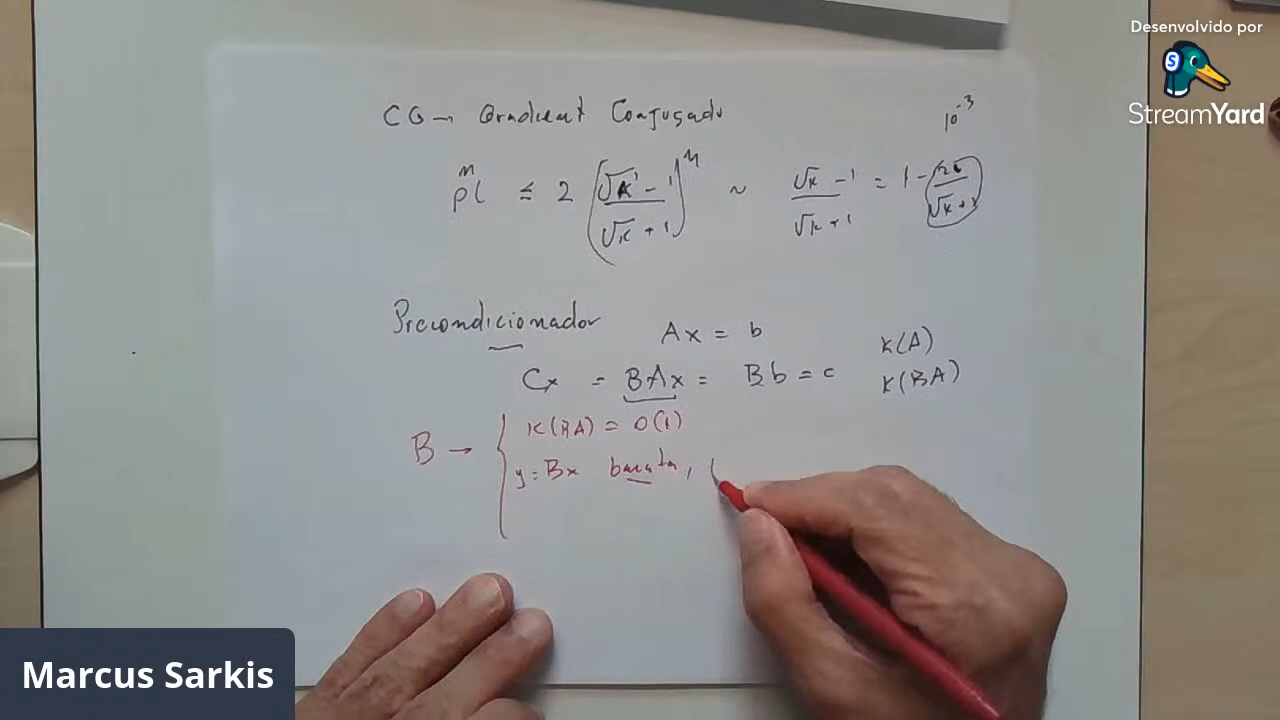 Desenvolvido por
StreamYard
CG → Gradient Conjugado
10⁻³
ρ ≤ 2 (√K - 1 / √K + 1)ⁿ ~ √K - 1 / √K + 1 = 1 - 2 / √K + 1
Precondicionador Ax = b
K(A)
Cx = BAx = Bb = c K(BA)
B → { K(BA) = O(1)
y = Bx barata,
Marcus Sarkis